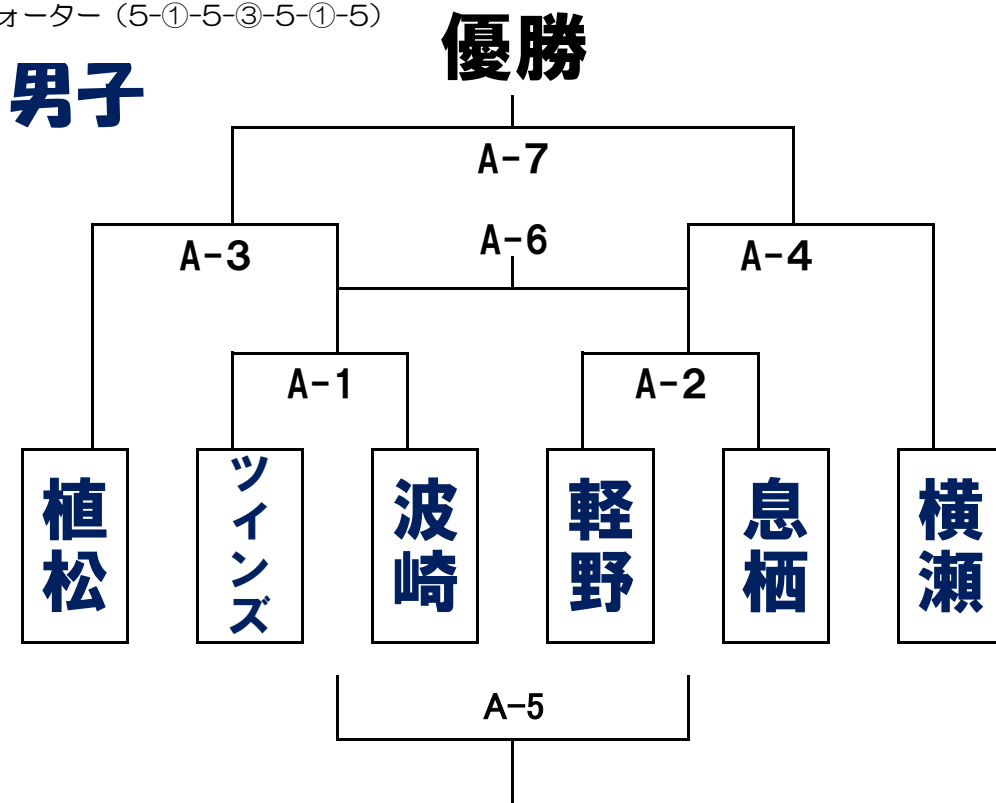 ォーター（5-①-5-③-5-①-5）
優勝
男子
A-7
A-6
A-3
A-4
A-1
A-2
植松
ツインズ
波崎
軽野
息栖
横瀬
A-5